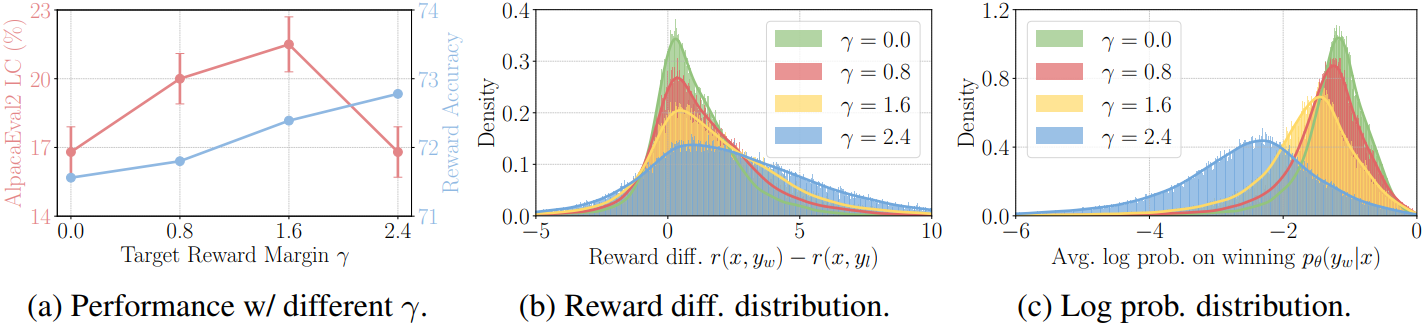 23
20
17
14
AlpacaEval2 LC (%)
74
73
72
71
Reward Accuracy
0.0 0.8 1.6 2.4
Target Reward Margin γ
(a) Performance w/ different γ.
0.4
0.3
0.2
0.1
0.0
Density
γ = 0.0
γ = 0.8
γ = 1.6
γ = 2.4
−5 0 5 10
Reward diff. r(x, y_w) − r(x, y_l)
(b) Reward diff. distribution.
1.2
0.8
0.4
0.0
Density
γ = 0.0
γ = 0.8
γ = 1.6
γ = 2.4
−6 −4 −2 0
Avg. log prob. on winning p_θ(y_w|x)
(c) Log prob. distribution.